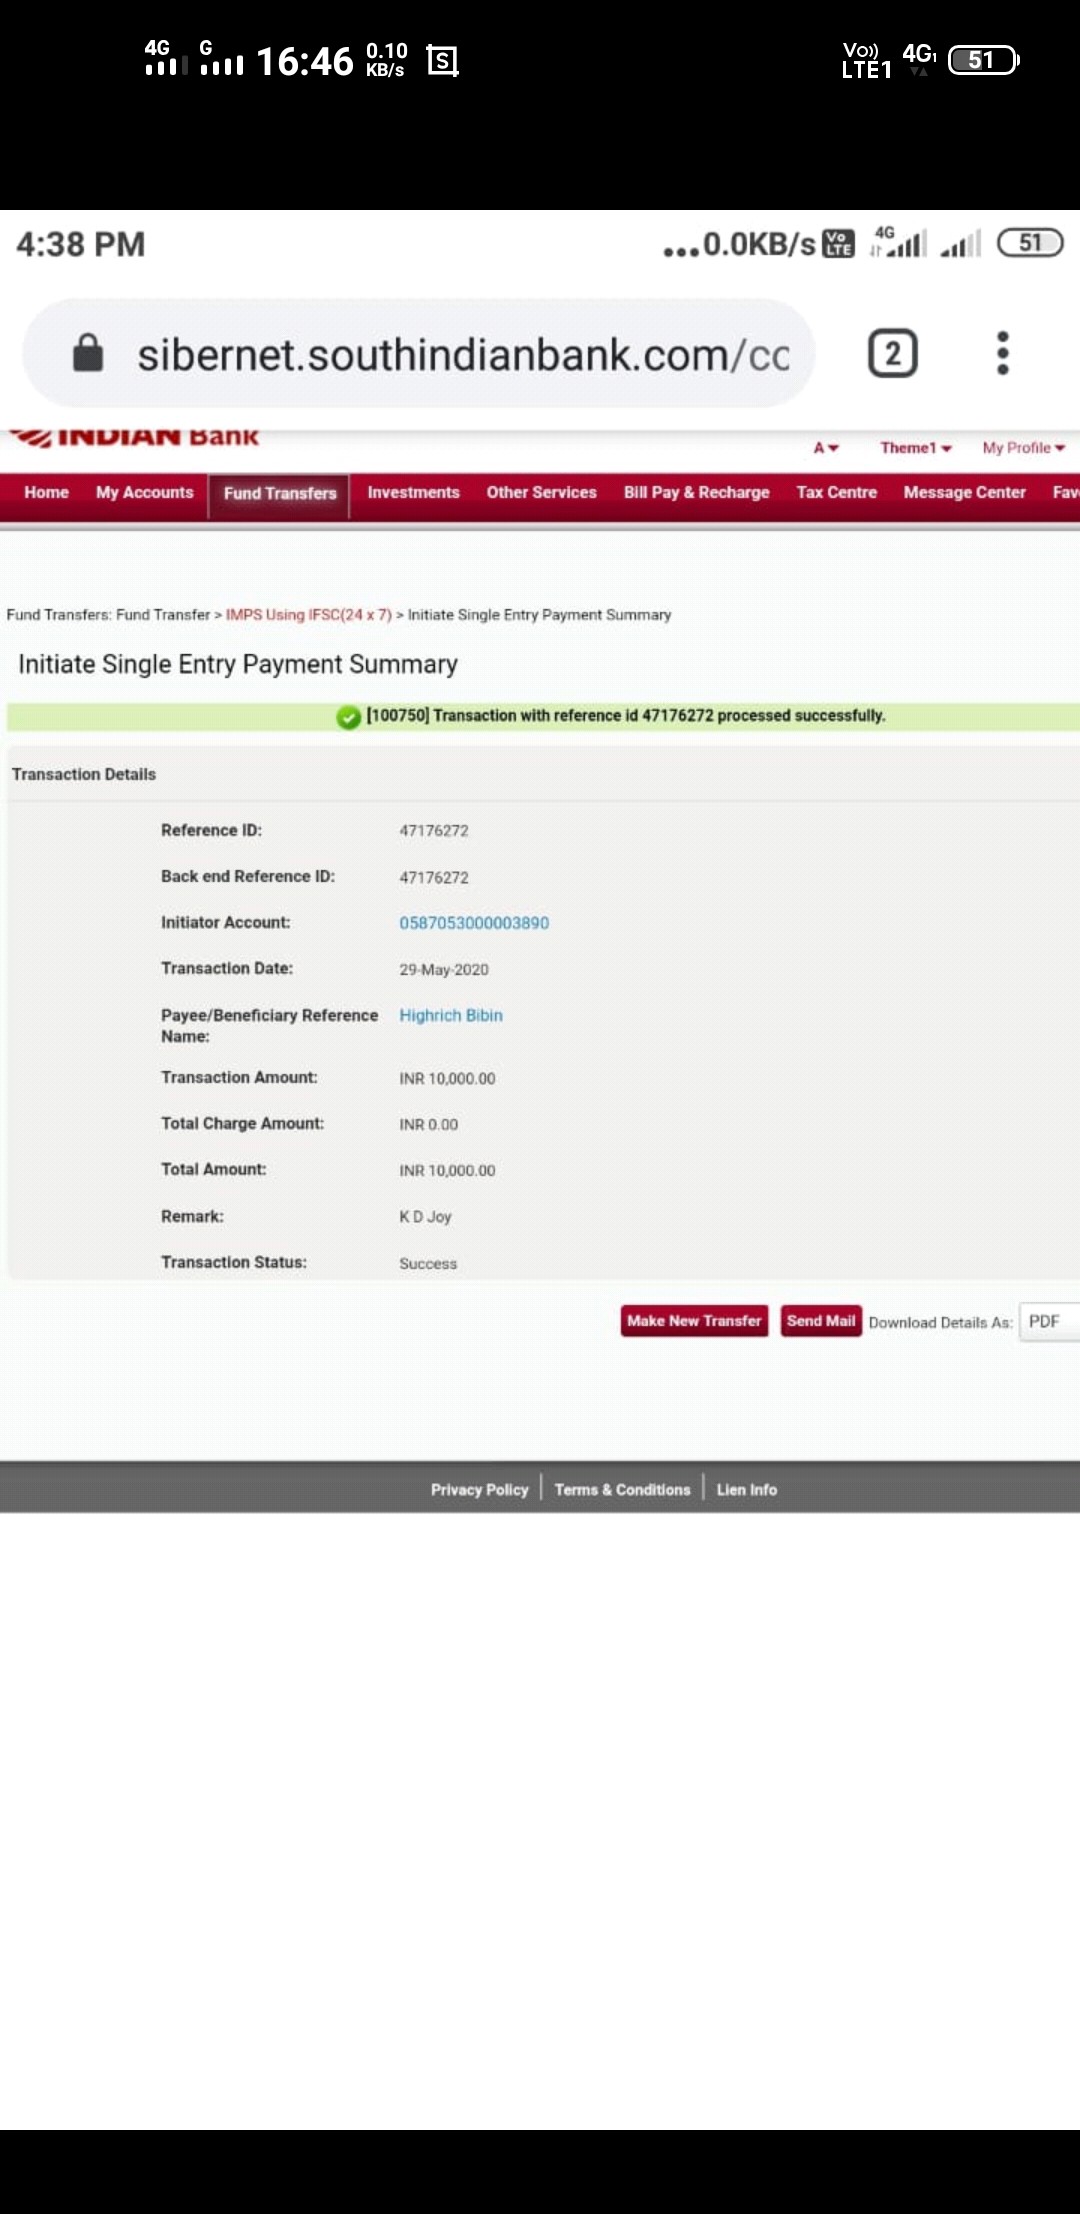 4G G 16:46 0.10 KB/s S Vo)) LTE1 4G1 51
4:38 PM ...0.0KB/s Vo LTE 4G 51
sibernet.southindianbank.com/cc 2
INDIAN Bank
A Theme1 My Profile
Home My Accounts Fund Transfers Investments Other Services Bill Pay & Recharge Tax Centre Message Center Fav
Fund Transfers: Fund Transfer > IMPS Using IFSC(24 x 7) > Initiate Single Entry Payment Summary
Initiate Single Entry Payment Summary
[100750] Transaction with reference id 47176272 processed successfully.
Transaction Details
Reference ID: 47176272
Back end Reference ID: 47176272
Initiator Account: 0587053000003890
Transaction Date: 29-May-2020
Payee/Beneficiary Reference Highrich Bibin
Name:
Transaction Amount: INR 10,000.00
Total Charge Amount: INR 0.00
Total Amount: INR 10,000.00
Remark: K D Joy
Transaction Status: Success
Make New Transfer Send Mail Download Details As: PDF
Privacy Policy Terms & Conditions Lien Info